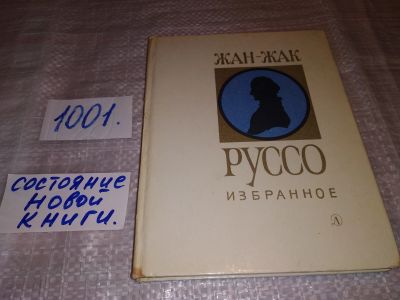 1001.
состояние
новой
книги.
ЖАН-ЖАК
РУССО
ИЗБРАННОЕ